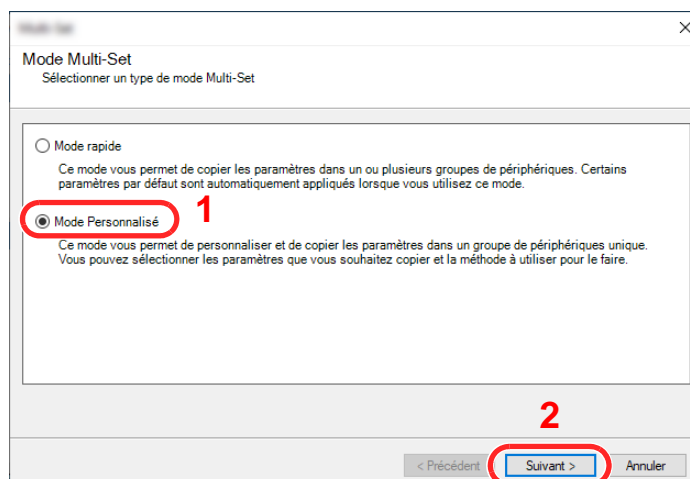 Mode Multi-Set
Sélectionner un type de mode Multi-Set
Mode rapide
Ce mode vous permet de copier les paramètres dans un ou plusieurs groupes de périphériques. Certains
paramètres par défaut sont automatiquement appliqués lorsque vous utilisez ce mode.
Mode Personnalisé
1
Ce mode vous permet de personnaliser et de copier les paramètres dans un groupe de périphériques unique.
Vous pouvez sélectionner les paramètres que vous souhaitez copier et la méthode à utiliser pour le faire.
2
< Précédent Suivant > Annuler